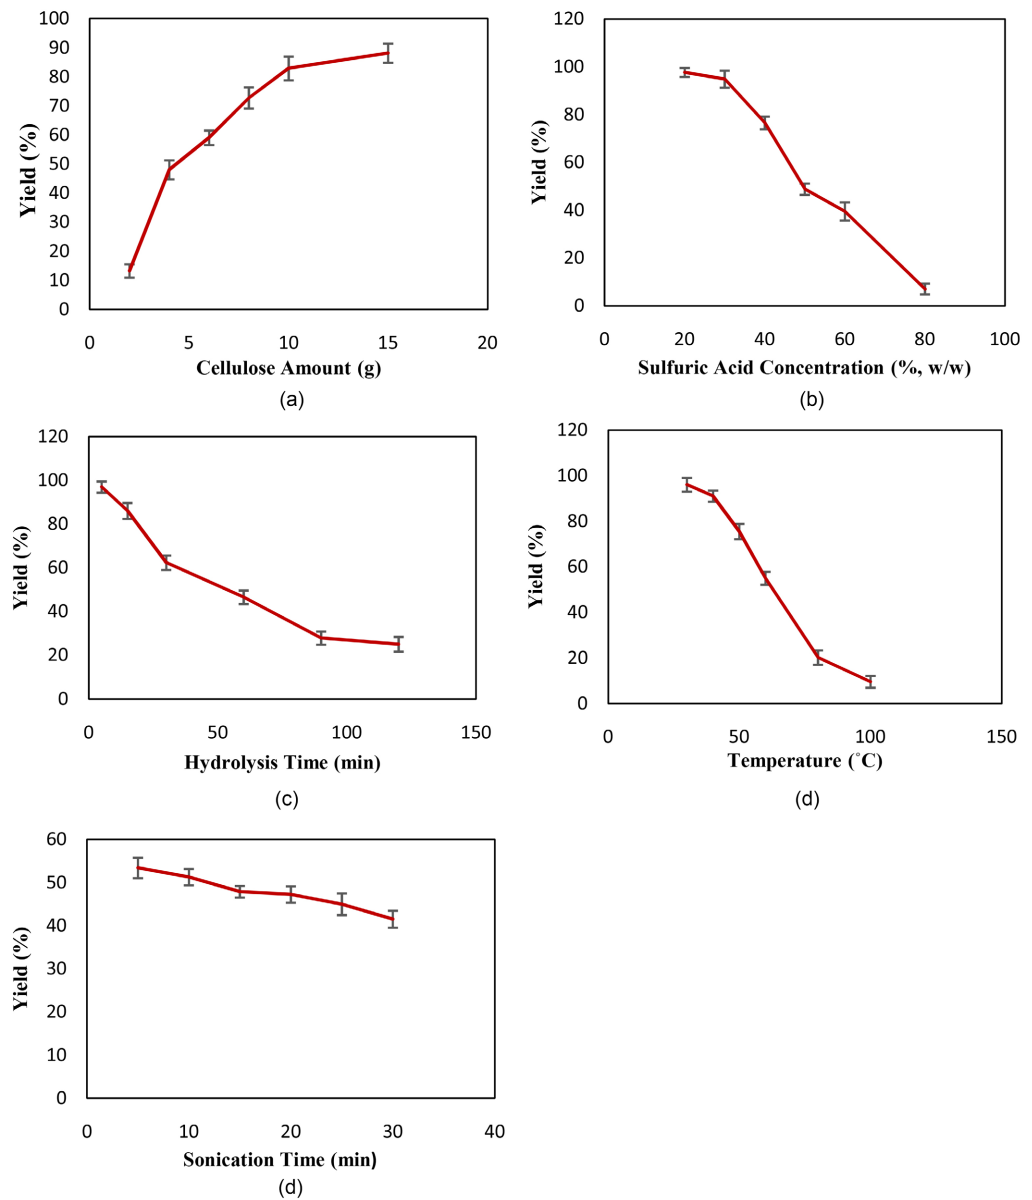 100
90
80
70
60
50
40
30
20
10
0
Yield (%)
0 5 10 15 20
Cellulose Amount (g)
(a)
120
100
80
60
40
20
0
Yield (%)
0 20 40 60 80 100
Sulfuric Acid Concentration (%, w/w)
(b)
120
100
80
60
40
20
0
Yield (%)
0 50 100 150
Hydrolysis Time (min)
(c)
120
100
80
60
40
20
0
Yield (%)
0 50 100 150
Temperature (˚C)
(d)
60
50
40
30
20
10
0
Yield (%)
0 10 20 30 40
Sonication Time (min)
(d)